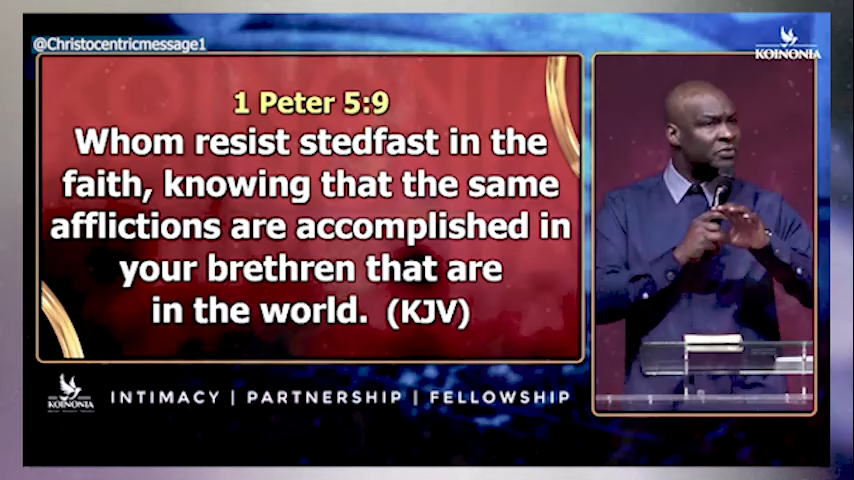 @Christocentricmessage1
KOINONIA
1 Peter 5:9
Whom resist stedfast in the
faith, knowing that the same
afflictions are accomplished in
your brethren that are
in the world. (KJV)
KOINONIA
INTIMACY | PARTNERSHIP | FELLOWSHIP